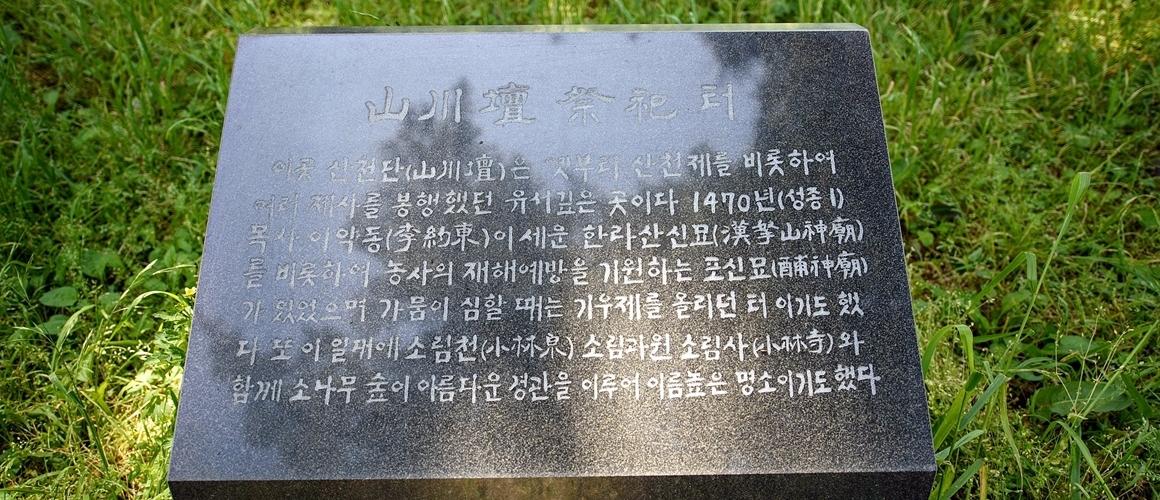 山川壇 祭祀 터
이곳 산천단(山川壇)은 옛부터 산천제를 비롯하여
여러 제사를 봉행했던 유서깊은 곳이다 1470년(성종1)
목사 이약동(李約東)이 세운 한라산신묘(漢拏山神廟)
를 비롯하여 농사의 재해예방을 기원하는 포신묘(酺神廟)
가 있었으며 가뭄이 심할 때는 기우제를 올리던 터 이기도 했
다 또 이 일대에 소림천(小林泉) 소림과원 소림사(小林寺)와
함께 소나무 숲이 아름다운 경관을 이루어 이름높은 명소이기도했다